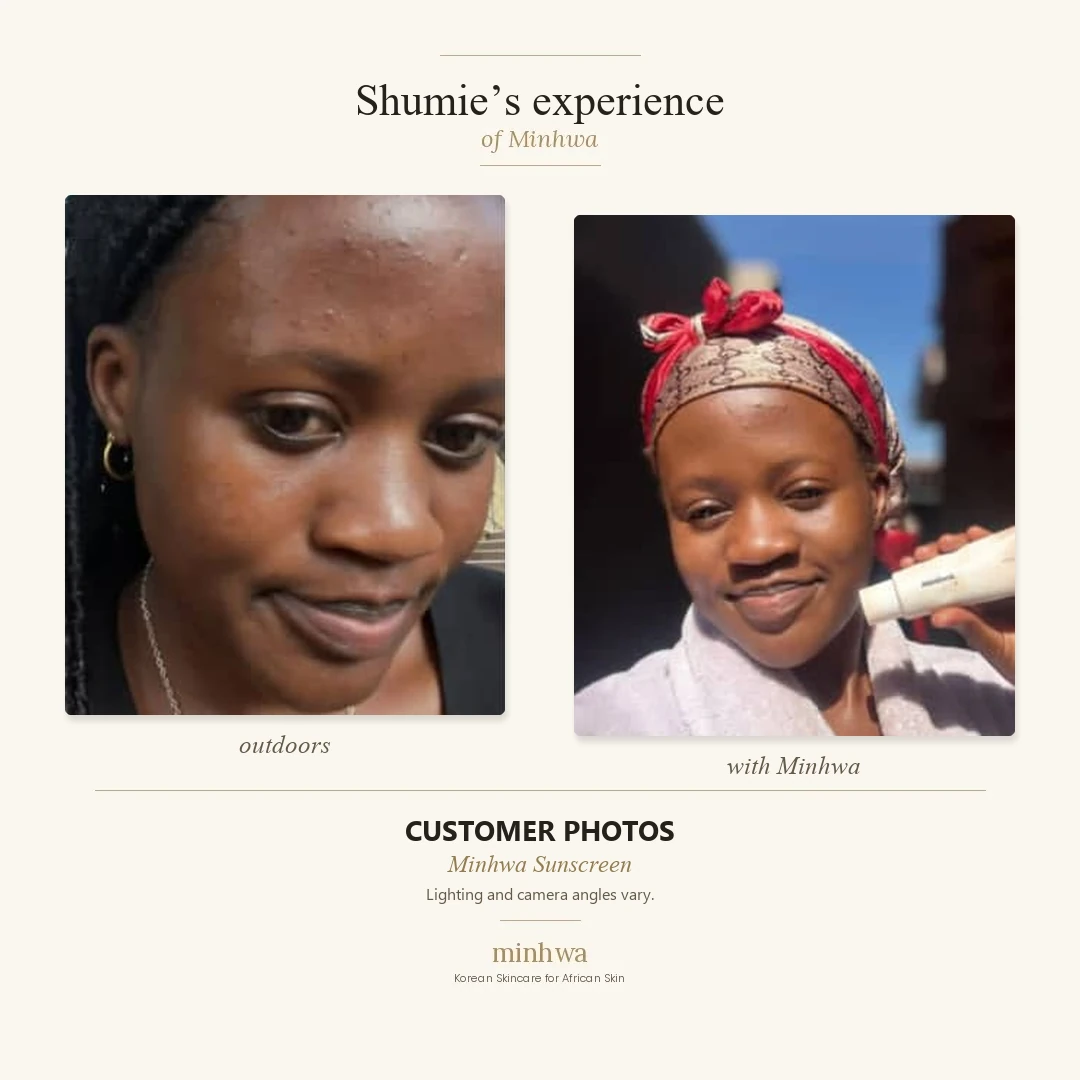 Shumie’s experience
of Minhwa
outdoors
with Minhwa
CUSTOMER PHOTOS
Minhwa Sunscreen
Lighting and camera angles vary.
minhwa
Korean Skincare for African Skin